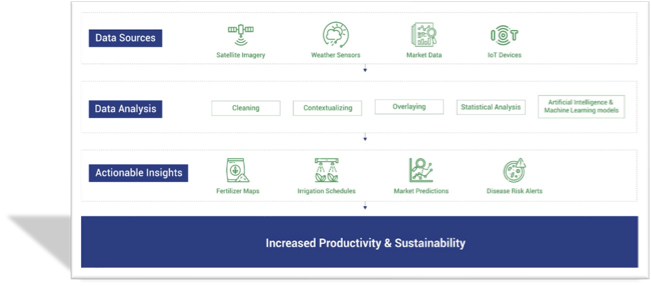 Data Sources
Satellite Imagery
Weather Sensors
Market Data
IOT
IoT Devices
Data Analysis
Cleaning
Contextualizing
Overlaying
Statistical Analysis
Artificial Intelligence &
Machine Learning models
Actionable Insights
Fertilizer Maps
Irrigation Schedules
Market Predictions
Disease Risk Alerts
Increased Productivity & Sustainability